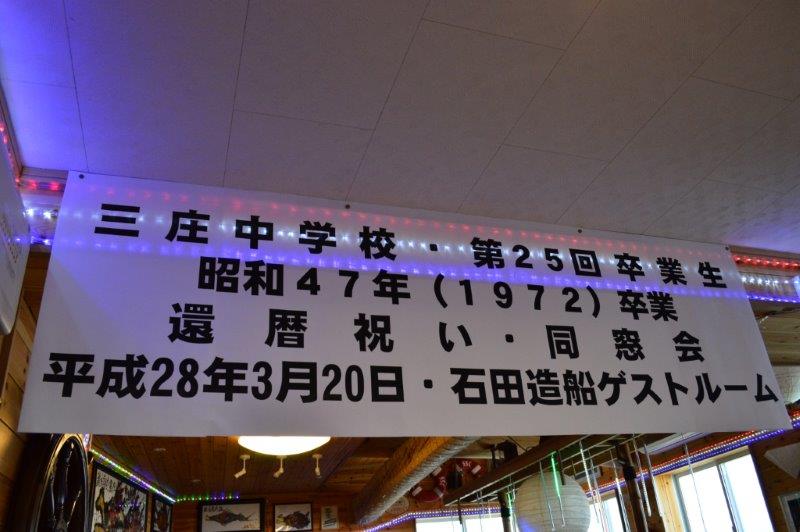 三庄中学校・第25回卒業生
昭和４７年（１９７２）卒業
還暦祝い・同窓会
平成28年3月20日・石田造船ゲストルーム